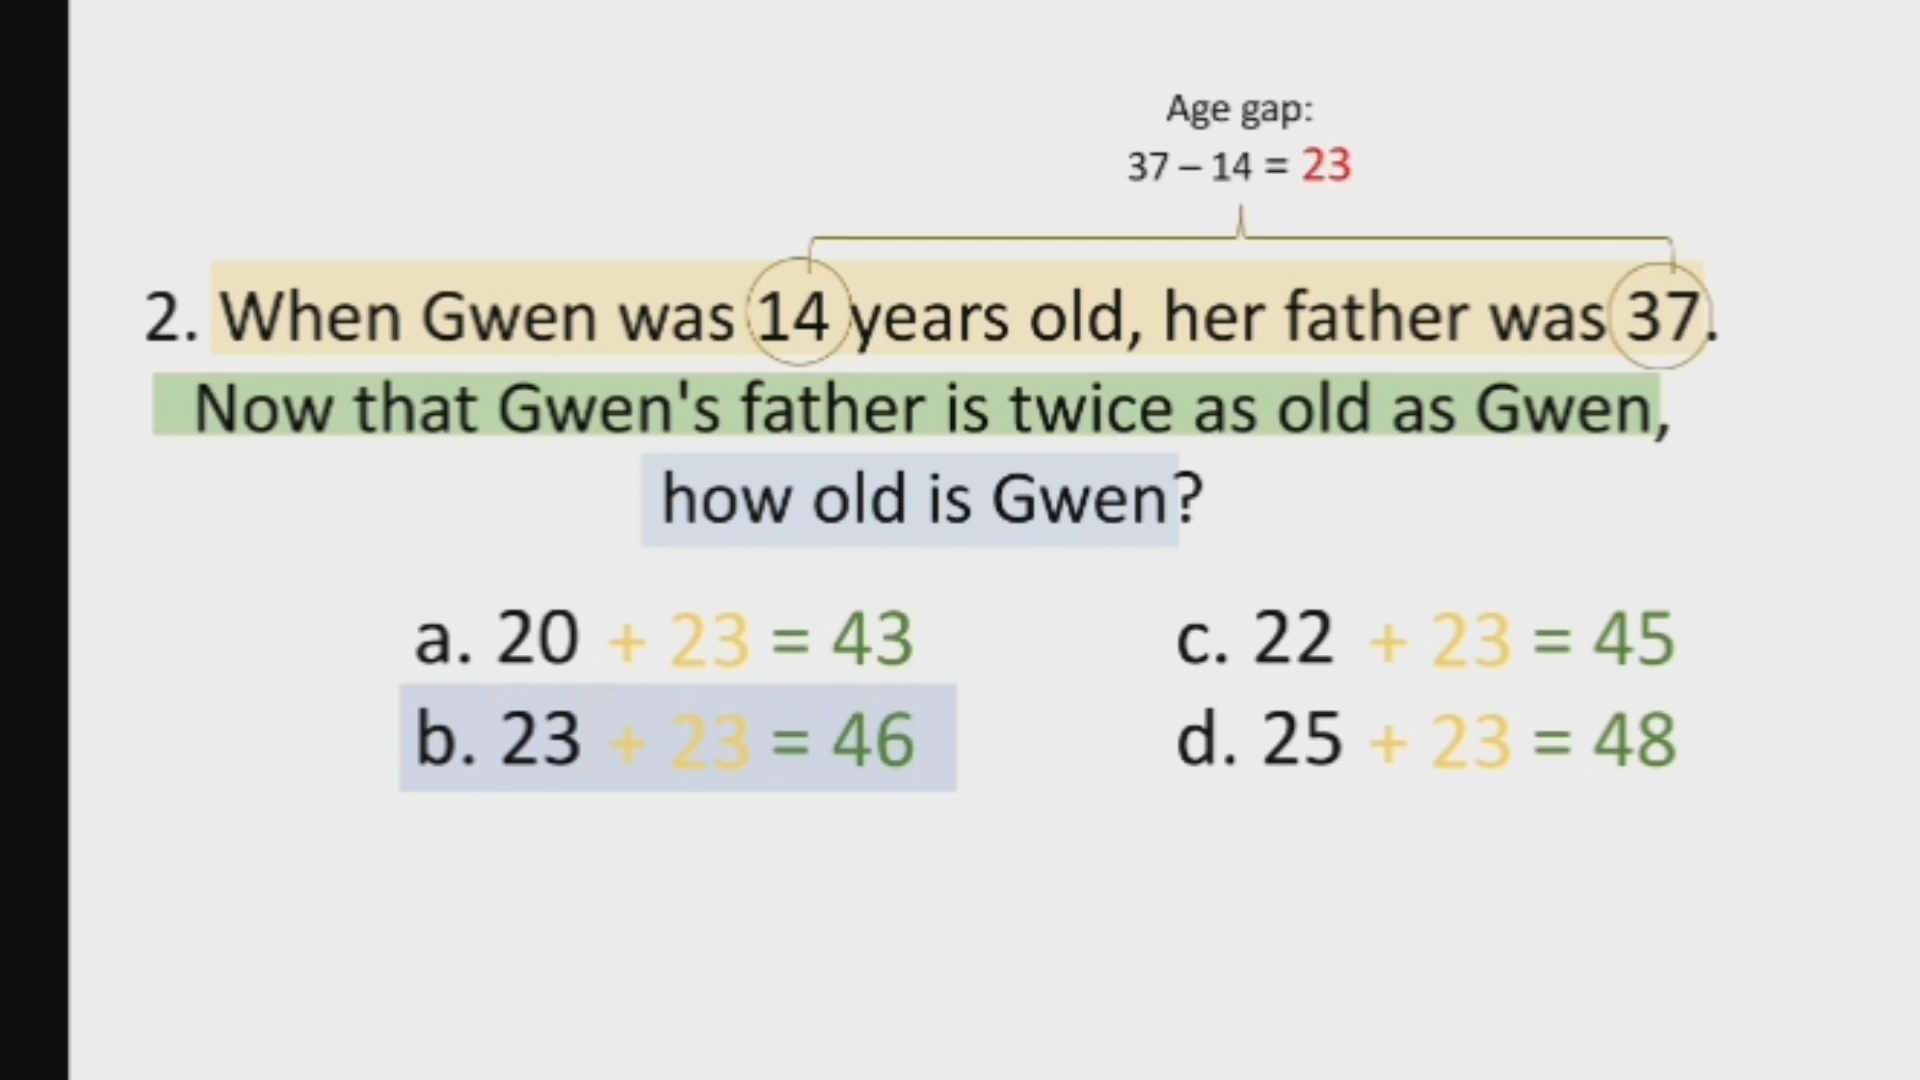 Age gap:
37 – 14 = 23
2. When Gwen was 14 years old, her father was 37.
Now that Gwen's father is twice as old as Gwen,
how old is Gwen?
a. 20 + 23 = 43
b. 23 + 23 = 46
c. 22 + 23 = 45
d. 25 + 23 = 48